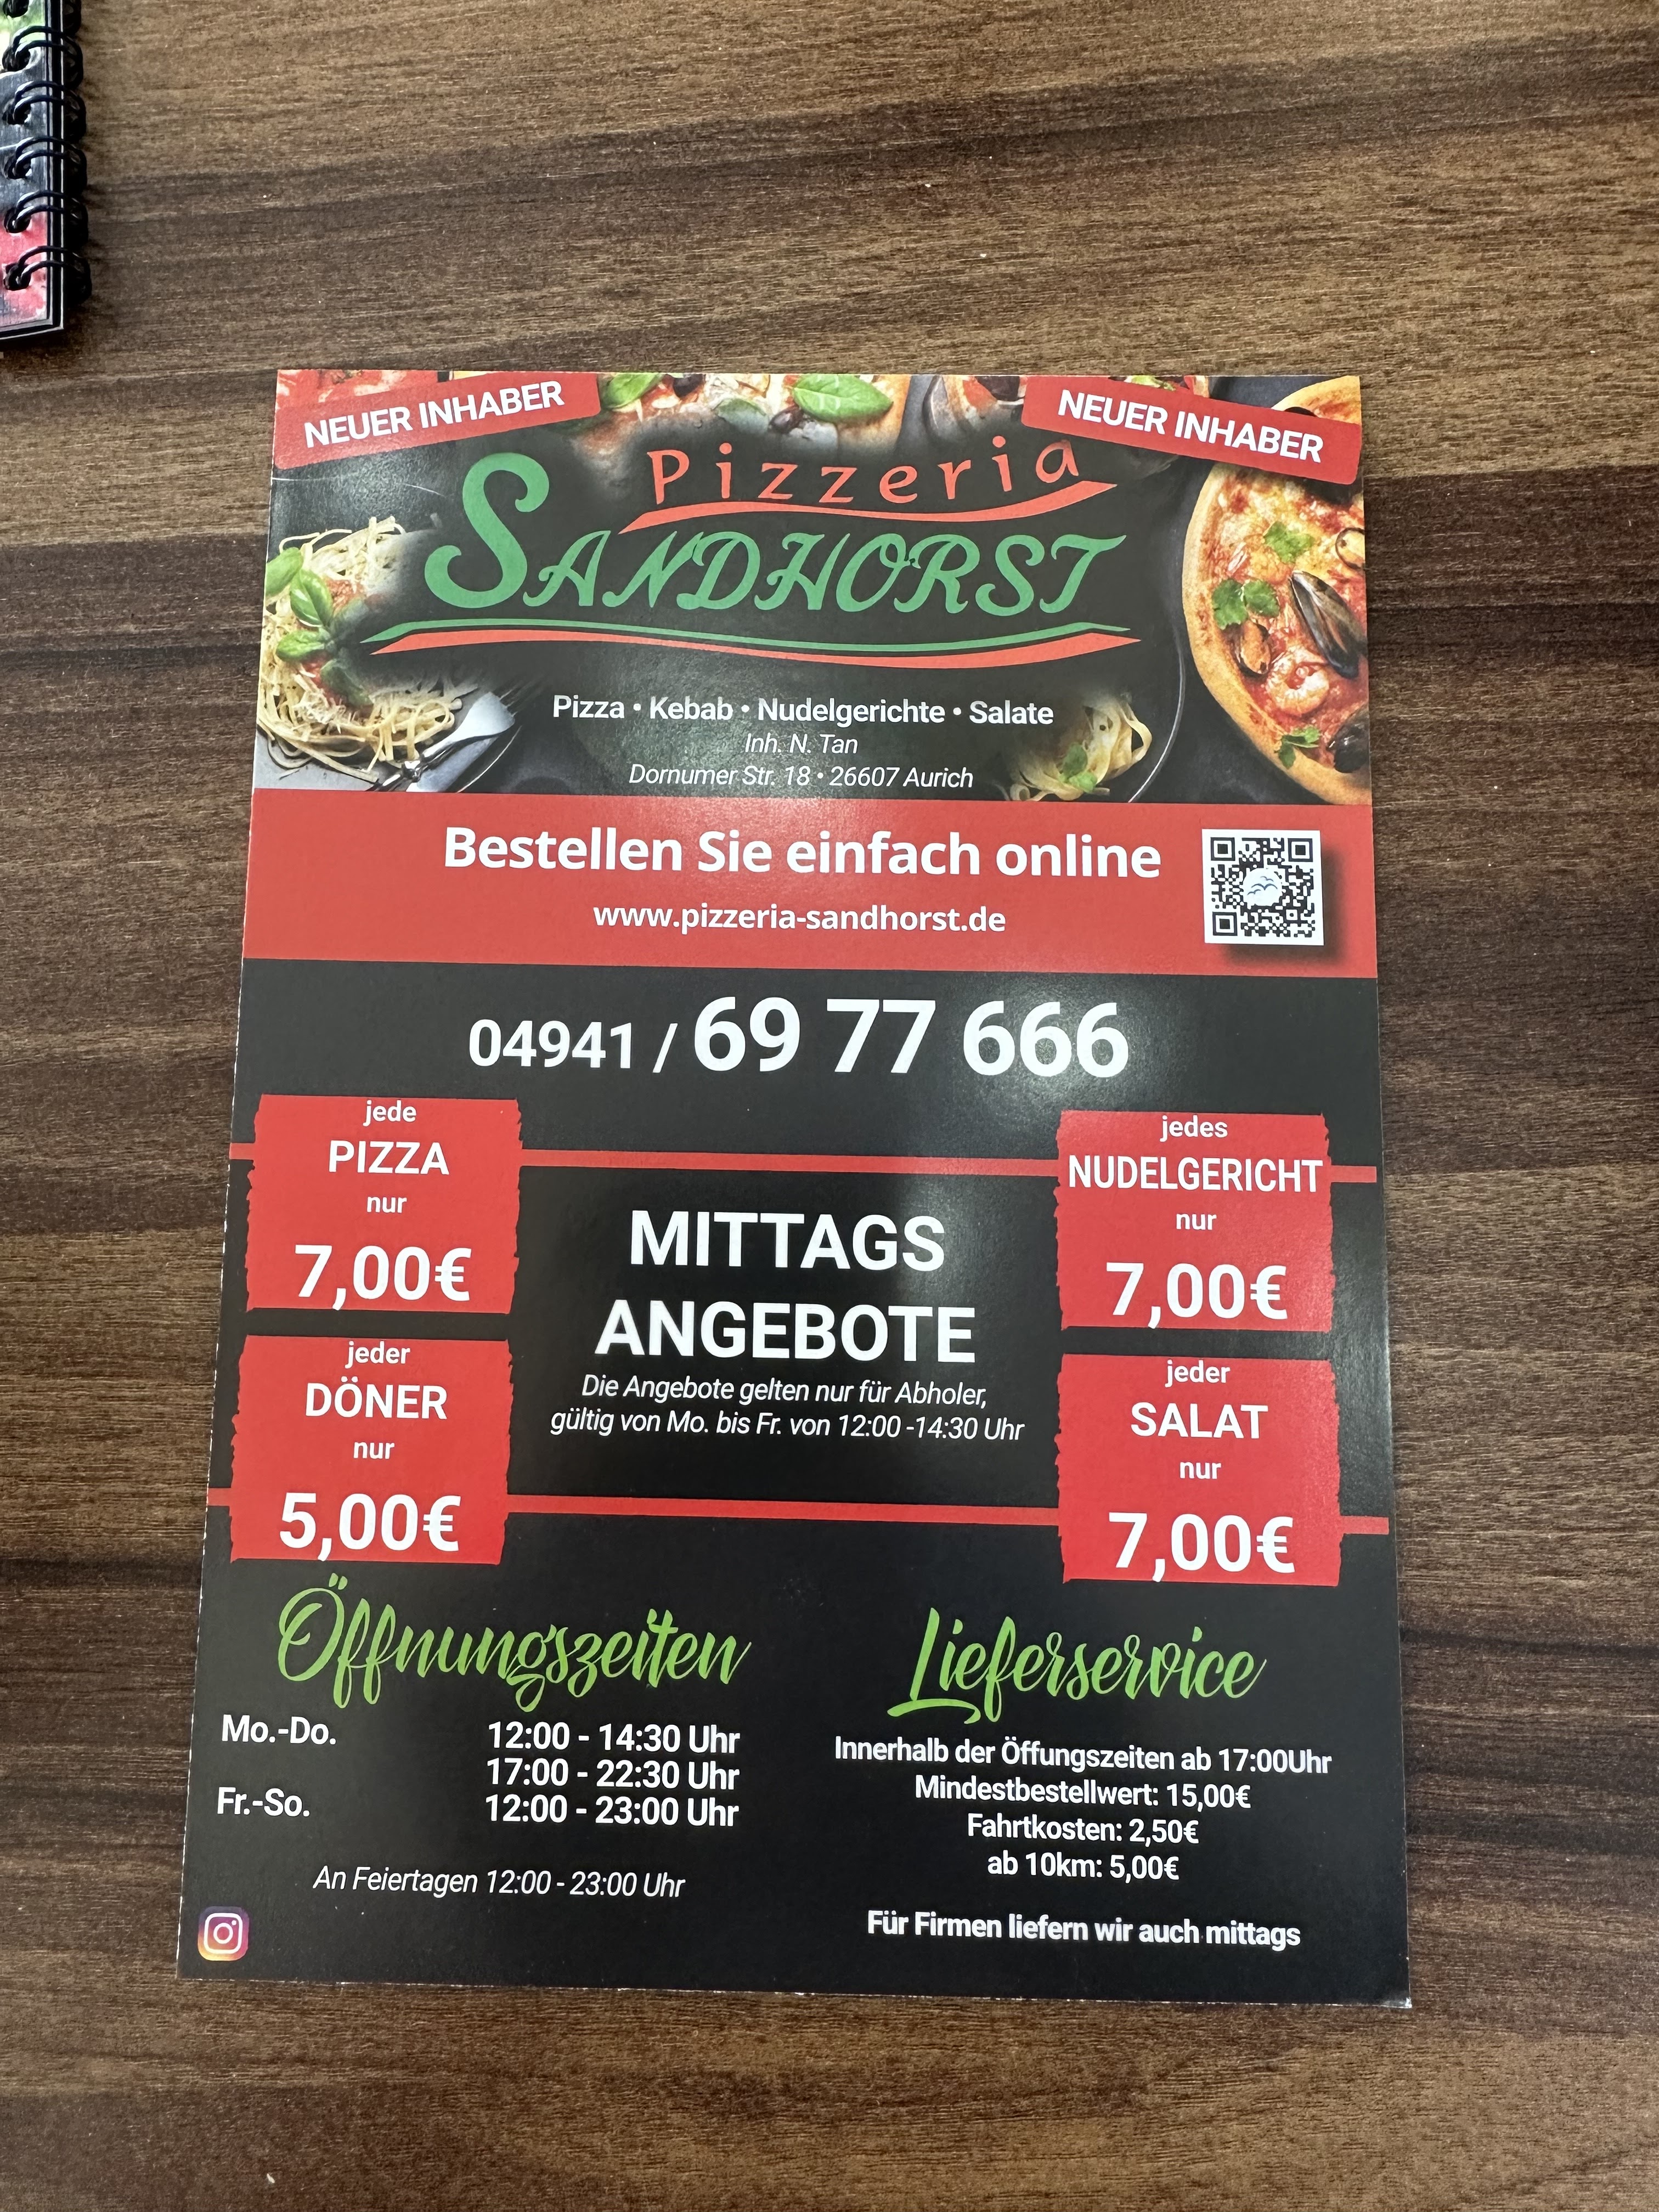 NEUER INHABER
NEUER INHABER
Pizzeria
SANDHORST
Pizza • Kebab • Nudelgerichte • Salate
Inh. N. Tan
Dornumer Str. 18 • 26607 Aurich
Bestellen Sie einfach online
www.pizzeria-sandhorst.de
04941 / 69 77 666
jede
PIZZA
nur
7,00€
jeder
DÖNER
nur
5,00€
MITTAGS
ANGEBOTE
Die Angebote gelten nur für Abholer,
gültig von Mo. bis Fr. von 12:00 -14:30 Uhr
jedes
NUDELGERICHT
nur
7,00€
jeder
SALAT
nur
7,00€
Öffnungszeiten
Mo.-Do. 12:00 - 14:30 Uhr
17:00 - 22:30 Uhr
Fr.-So. 12:00 - 23:00 Uhr
An Feiertagen 12:00 - 23:00 Uhr
Lieferservice
Innerhalb der Öffungszeiten ab 17:00Uhr
Mindestbestellwert: 15,00€
Fahrtkosten: 2,50€
ab 10km: 5,00€
Für Firmen liefern wir auch mittags